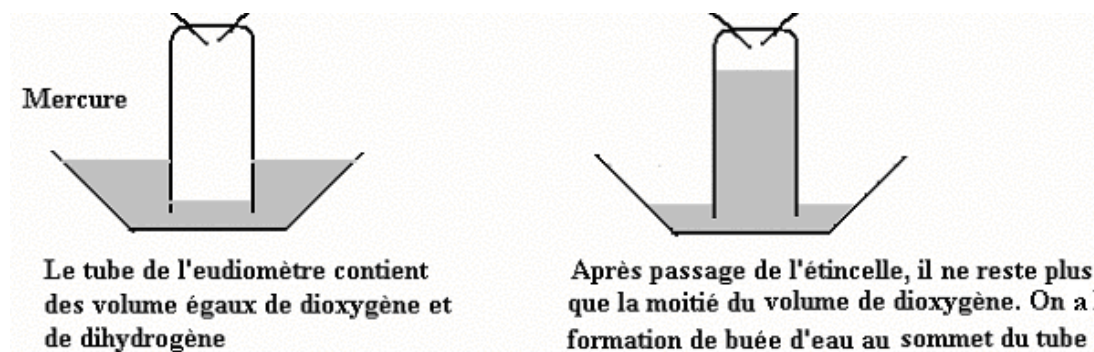 Mercure
Le tube de l'eudiomètre contient
des volume égaux de dioxygène et
de dihydrogène
Après passage de l'étincelle, il ne reste plus
que la moitié du volume de dioxygène. On a
formation de buée d'eau au sommet du tube